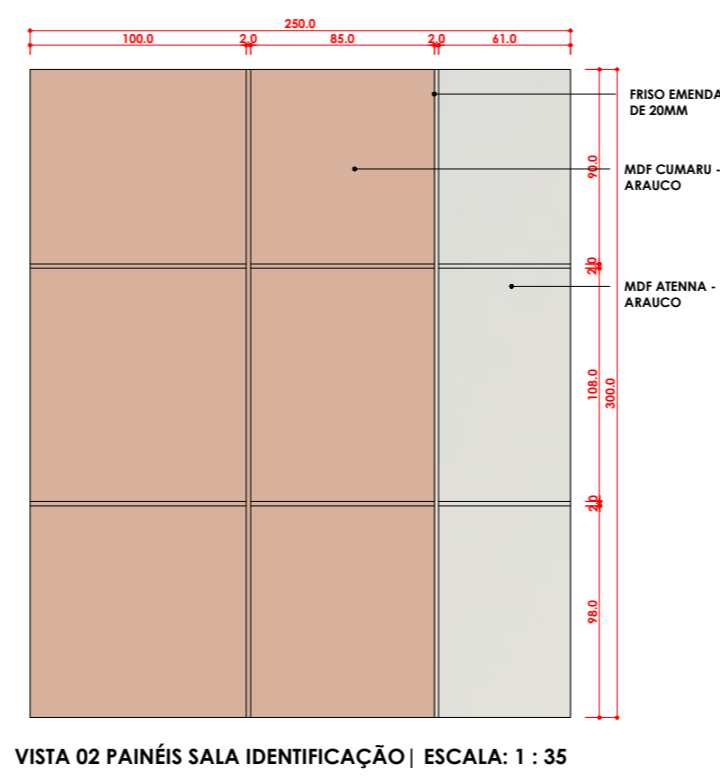 250.0
100.0 2.0 85.0 2.0 61.0
FRISO EMENDA
DE 20MM
90.0
MDF CUMARU -
ARAUCO
2.0
MDF ATENNA -
ARAUCO
108.0
300.0
2.0
98.0
VISTA 02 PAINÉIS SALA IDENTIFICAÇÃO| ESCALA: 1 : 35